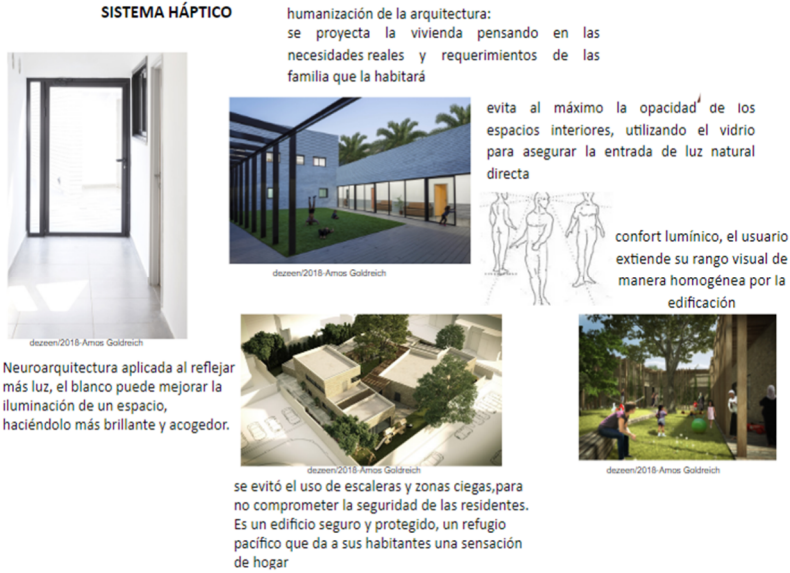 SISTEMA HÁPTICO
humanización de la arquitectura:
se proyecta la vivienda pensando en las
necesidades reales y requerimientos de las
familia que la habitará
evita al máximo la opacidad de los
espacios interiores, utilizando el vidrio
para asegurar la entrada de luz natural
directa
dezeen/2018-Amos Goldreich
confort lumínico, el usuario
extiende su rango visual de
manera homogénea por la
edificación
dezeen/2018-Amos Goldreich
Neuroarquitectura aplicada al reflejar
más luz, el blanco puede mejorar la
iluminación de un espacio,
haciéndolo más brillante y acogedor.
dezeen/2018-Amos Goldreich
dezeen/2018-Amos Goldreich
se evitó el uso de escaleras y zonas ciegas,para
no comprometer la seguridad de las residentes.
Es un edificio seguro y protegido, un refugio
pacífico que da a sus habitantes una sensación
de hogar